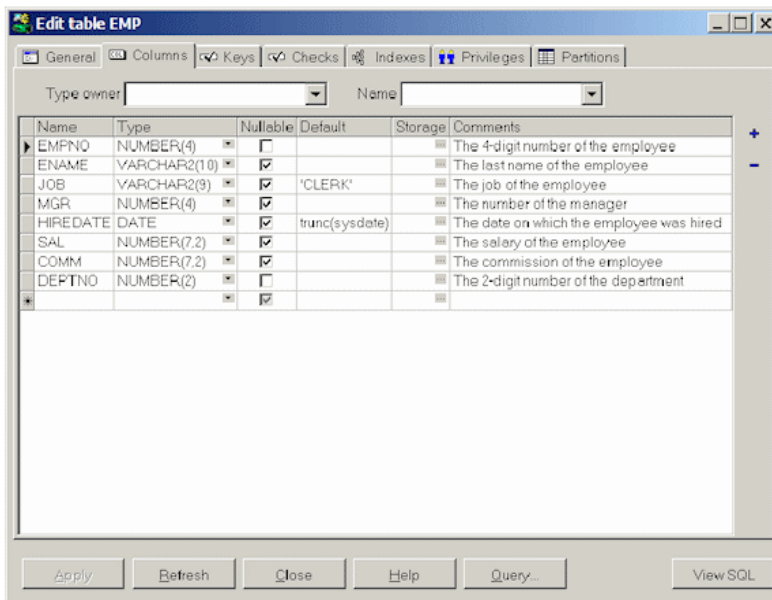 Edit table EMP
General Columns Keys Checks Indexes Privileges Partitions
Type owner Name
Name Type Nullable Default Storage Comments
EMPNO NUMBER(4) The 4-digit number of the employee
ENAME VARCHAR2(10) The last name of the employee
JOB VARCHAR2(9) 'CLERK' The job of the employee
MGR NUMBER(4) The number of the manager
HIREDATE DATE trunc(sysdate) The date on which the employee was hired
SAL NUMBER(7,2) The salary of the employee
COMM NUMBER(7,2) The commission of the employee
DEPTNO NUMBER(2) The 2-digit number of the department
Apply Refresh Close Help Query... View SQL